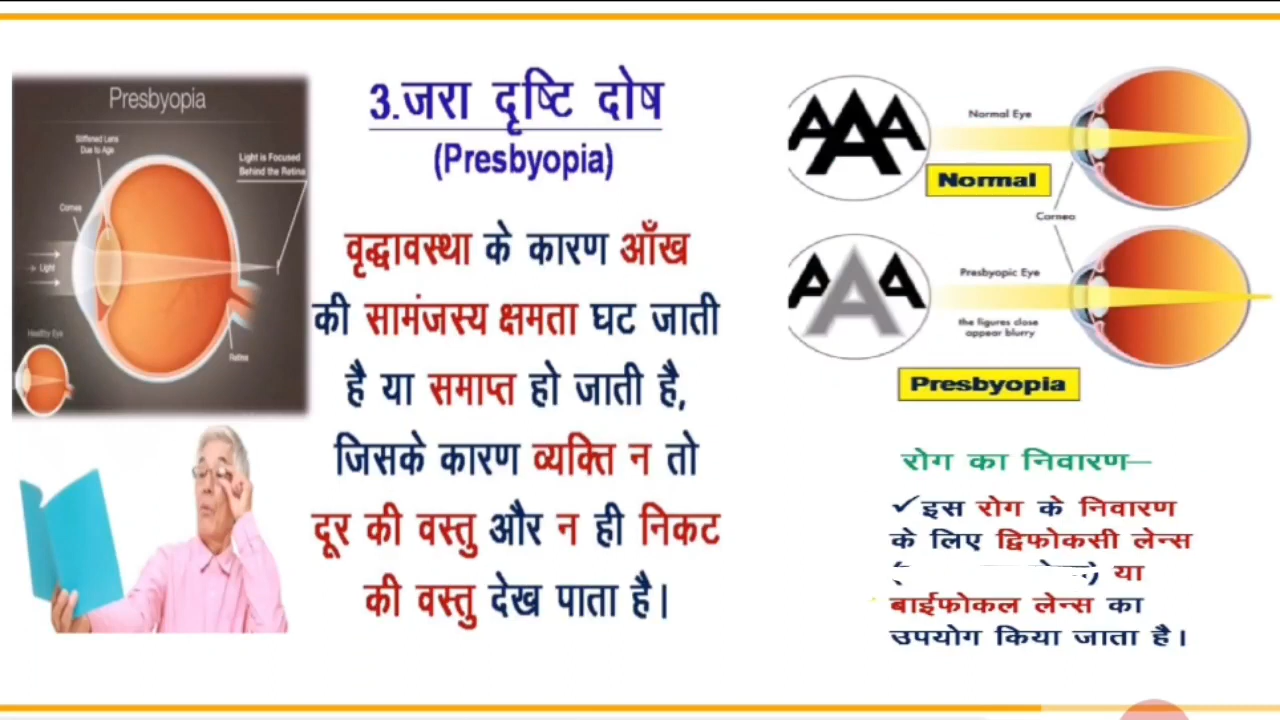 Presbyopia
Stiffened Lens
Due to Age
Light is Focused
Behind the Retina
Cornea
Light
Healthy Eye
Retina
3.जरा दृष्टि दोष
(Presbyopia)
वृद्धावस्था के कारण आँख
की सामंजस्य क्षमता घट जाती
है या समाप्त हो जाती है,
जिसके कारण व्यक्ति न तो
दूर की वस्तु और न ही निकट
की वस्तु देख पाता है।
AAA
Normal Eye
Normal
Cornea
AAA
Presbyopic Eye
the figures close
appear blurry
Presbyopia
रोग का निवारण–
✓इस रोग के निवारण
के लिए द्विफोकसी लेन्स
या
बाईफोकल लेन्स का
उपयोग किया जाता है।